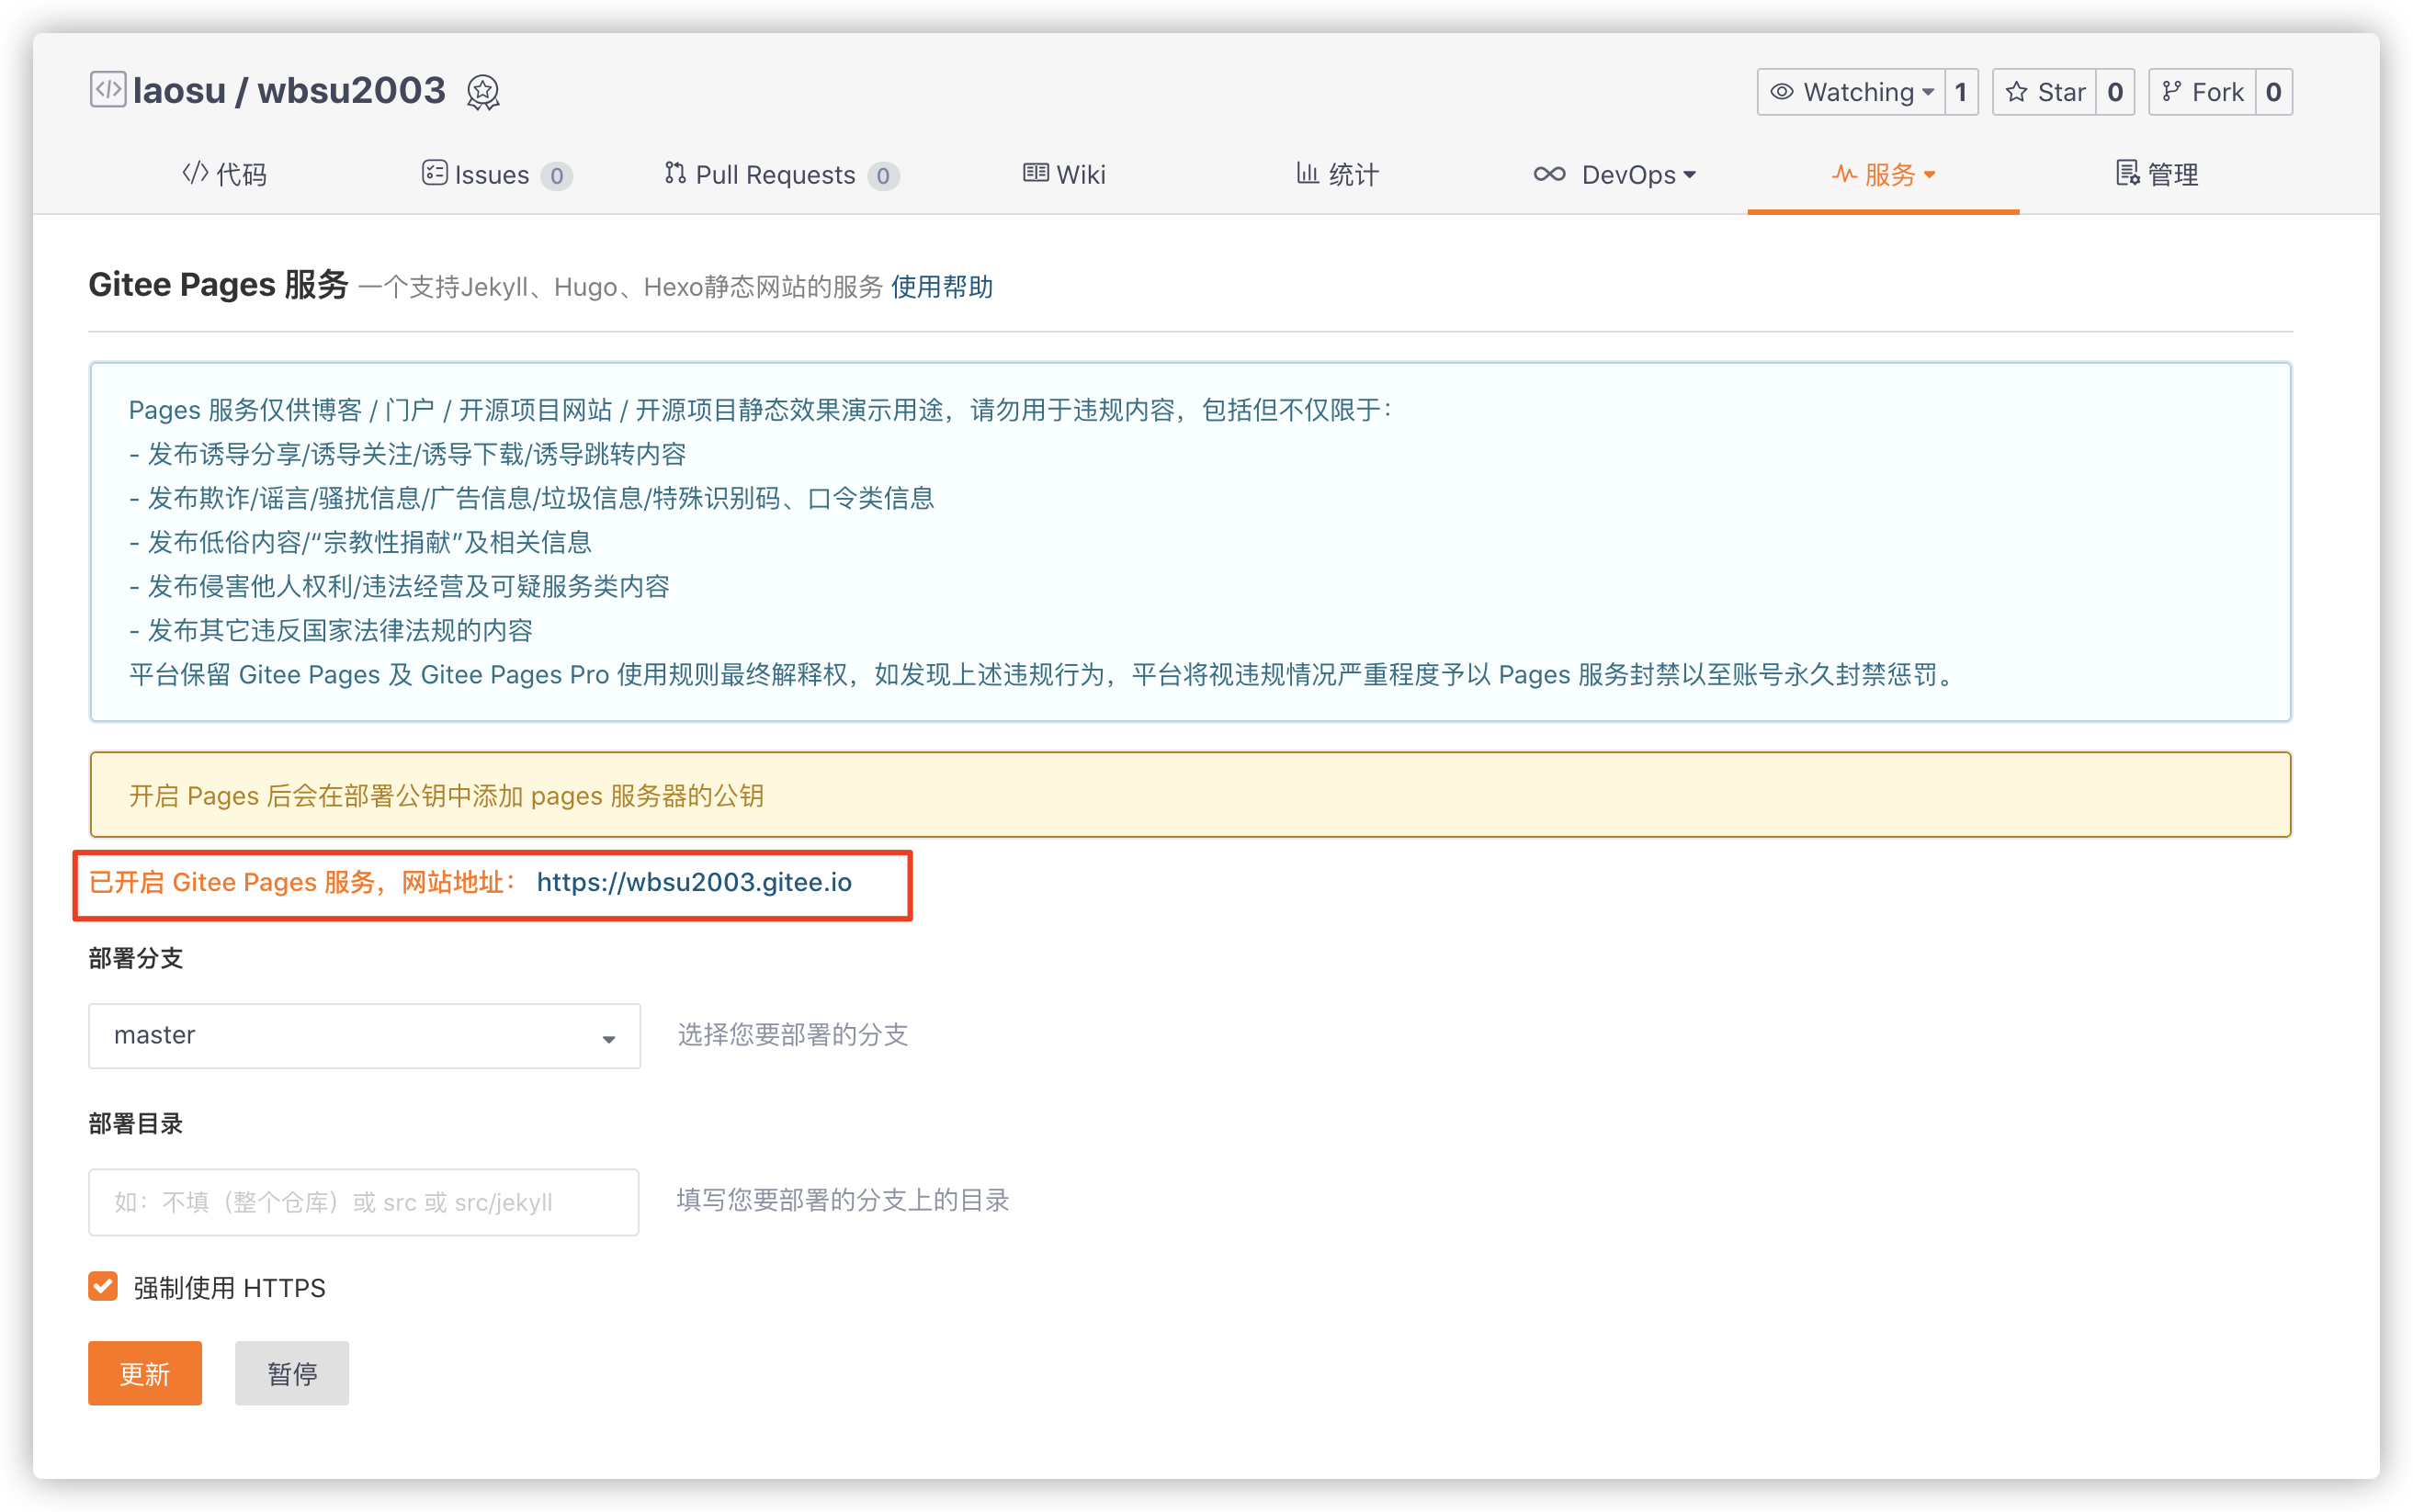 laosu / wbsu2003
Watching 1 Star 0 Fork 0
代码 Issues 0 Pull Requests 0 Wiki 统计 DevOps 服务 管理
Gitee Pages 服务 一个支持Jekyll、Hugo、Hexo静态网站的服务 使用帮助
Pages 服务仅供博客 / 门户 / 开源项目网站 / 开源项目静态效果演示用途，请勿用于违规内容，包括但不仅限于：
- 发布诱导分享/诱导关注/诱导下载/诱导跳转内容
- 发布欺诈/谣言/骚扰信息/广告信息/垃圾信息/特殊识别码、口令类信息
- 发布低俗内容/“宗教性捐献”及相关信息
- 发布侵害他人权利/违法经营及可疑服务类内容
- 发布其它违反国家法律法规的内容
平台保留 Gitee Pages 及 Gitee Pages Pro 使用规则最终解释权，如发现上述违规行为，平台将视违规情况严重程度予以 Pages 服务封禁以至账号永久封禁惩罚。
开启 Pages 后会在部署公钥中添加 pages 服务器的公钥
已开启 Gitee Pages 服务，网站地址： https://wbsu2003.gitee.io
部署分支
master 选择您要部署的分支
部署目录
如：不填（整个仓库）或 src 或 src/jekyll 填写您要部署的分支上的目录
强制使用 HTTPS
更新 暂停